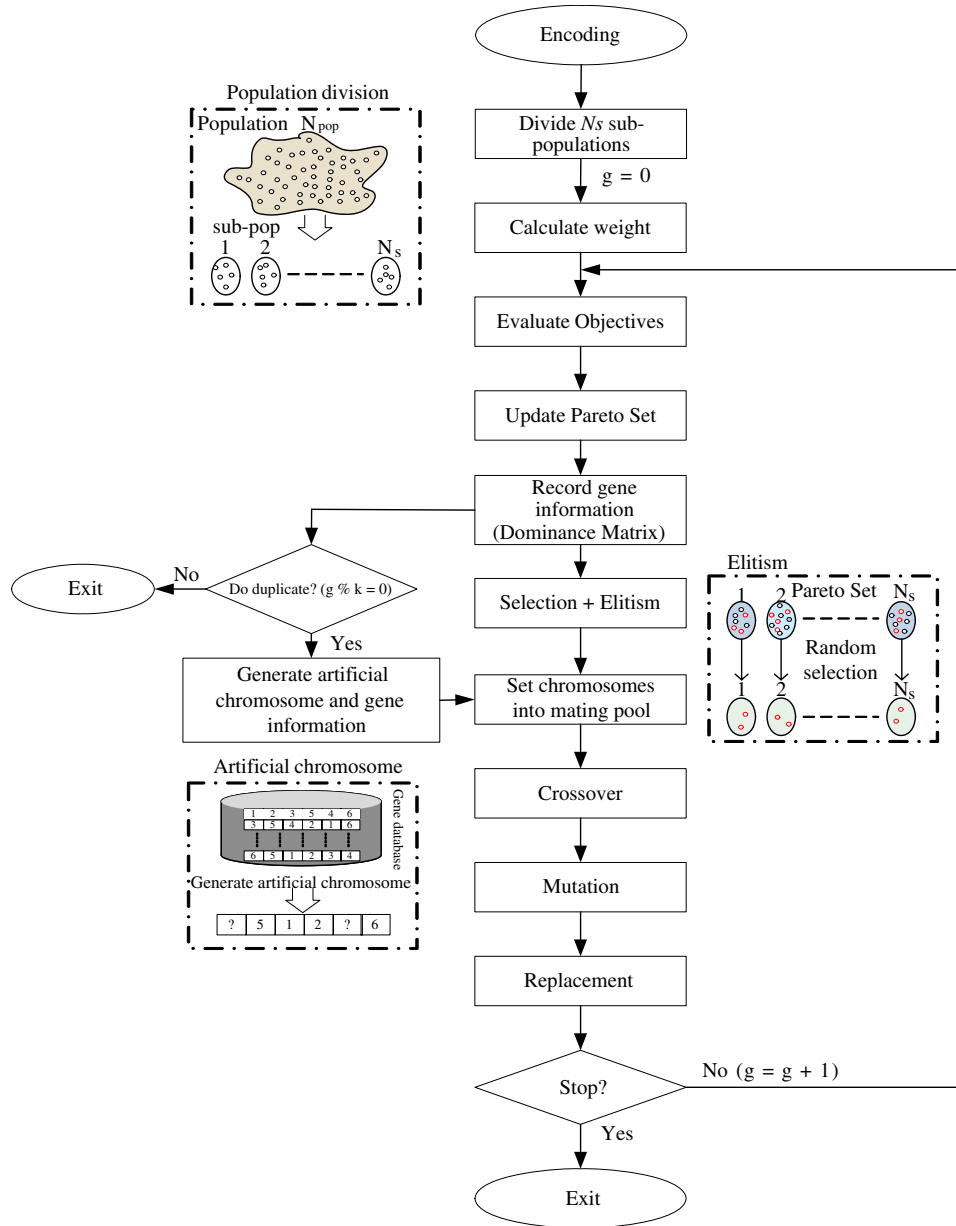 Encoding
Divide Ns sub-
populations
g = 0
Calculate weight
Evaluate Objectives
Update Pareto Set
Record gene
information
(Dominance Matrix)
Selection + Elitism
Set chromosomes
into mating pool
Crossover
Mutation
Replacement
Stop?
No (g = g + 1)
Yes
Exit
Population division
Population Npop
sub-pop
1 2 Ns
Exit
No
Do duplicate? (g % k = 0)
Yes
Generate artificial
chromosome and gene
information
Artificial chromosome
1 2 3 5 4 6
3 5 4 2 1 6
6 5 1 2 3 4
Gene database
Generate artificial chromosome
? 5 1 2 ? 6
Elitism
Pareto Set
1 2 Ns
Random
selection
1 2 Ns